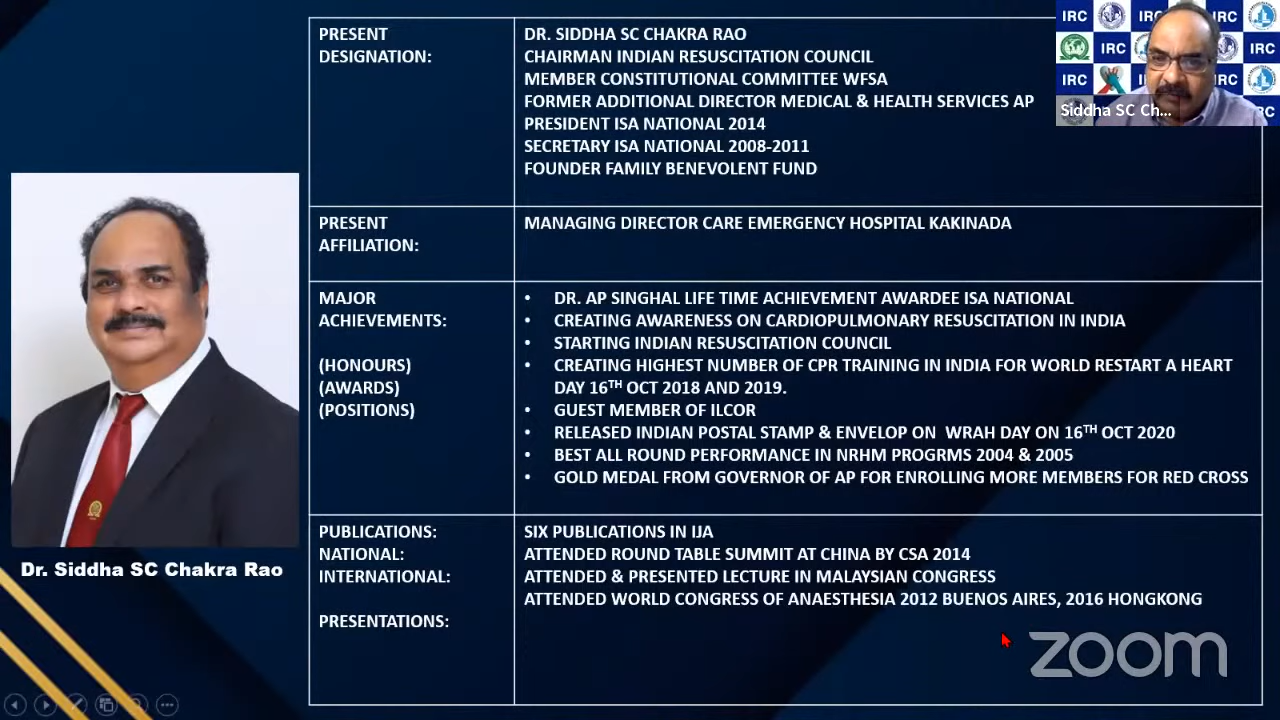 PRESENT
DESIGNATION:
DR. SIDDHA SC CHAKRA RAO
CHAIRMAN INDIAN RESUSCITATION COUNCIL
MEMBER CONSTITUTIONAL COMMITTEE WFSA
FORMER ADDITIONAL DIRECTOR MEDICAL & HEALTH SERVICES AP
PRESIDENT ISA NATIONAL 2014
SECRETARY ISA NATIONAL 2008-2011
FOUNDER FAMILY BENEVOLENT FUND
IRC
IRC
IRC
IRC
IRC
IRC
IRC
Siddha SC Ch...
PRESENT
AFFILIATION:
MANAGING DIRECTOR CARE EMERGENCY HOSPITAL KAKINADA
MAJOR
ACHIEVEMENTS:
(HONOURS)
(AWARDS)
(POSITIONS)
• DR. AP SINGHAL LIFE TIME ACHIEVEMENT AWARDEE ISA NATIONAL
• CREATING AWARENESS ON CARDIOPULMONARY RESUSCITATION IN INDIA
• STARTING INDIAN RESUSCITATION COUNCIL
• CREATING HIGHEST NUMBER OF CPR TRAINING IN INDIA FOR WORLD RESTART A HEART
DAY 16TH OCT 2018 AND 2019.
• GUEST MEMBER OF ILCOR
• RELEASED INDIAN POSTAL STAMP & ENVELOP ON WRAH DAY ON 16TH OCT 2020
• BEST ALL ROUND PERFORMANCE IN NRHM PROGRMS 2004 & 2005
• GOLD MEDAL FROM GOVERNOR OF AP FOR ENROLLING MORE MEMBERS FOR RED CROSS
PUBLICATIONS:
NATIONAL:
INTERNATIONAL:
PRESENTATIONS:
SIX PUBLICATIONS IN IJA
ATTENDED ROUND TABLE SUMMIT AT CHINA BY CSA 2014
ATTENDED & PRESENTED LECTURE IN MALAYSIAN CONGRESS
ATTENDED WORLD CONGRESS OF ANAESTHESIA 2012 BUENOS AIRES, 2016 HONGKONG
Dr. Siddha SC Chakra Rao
zoom